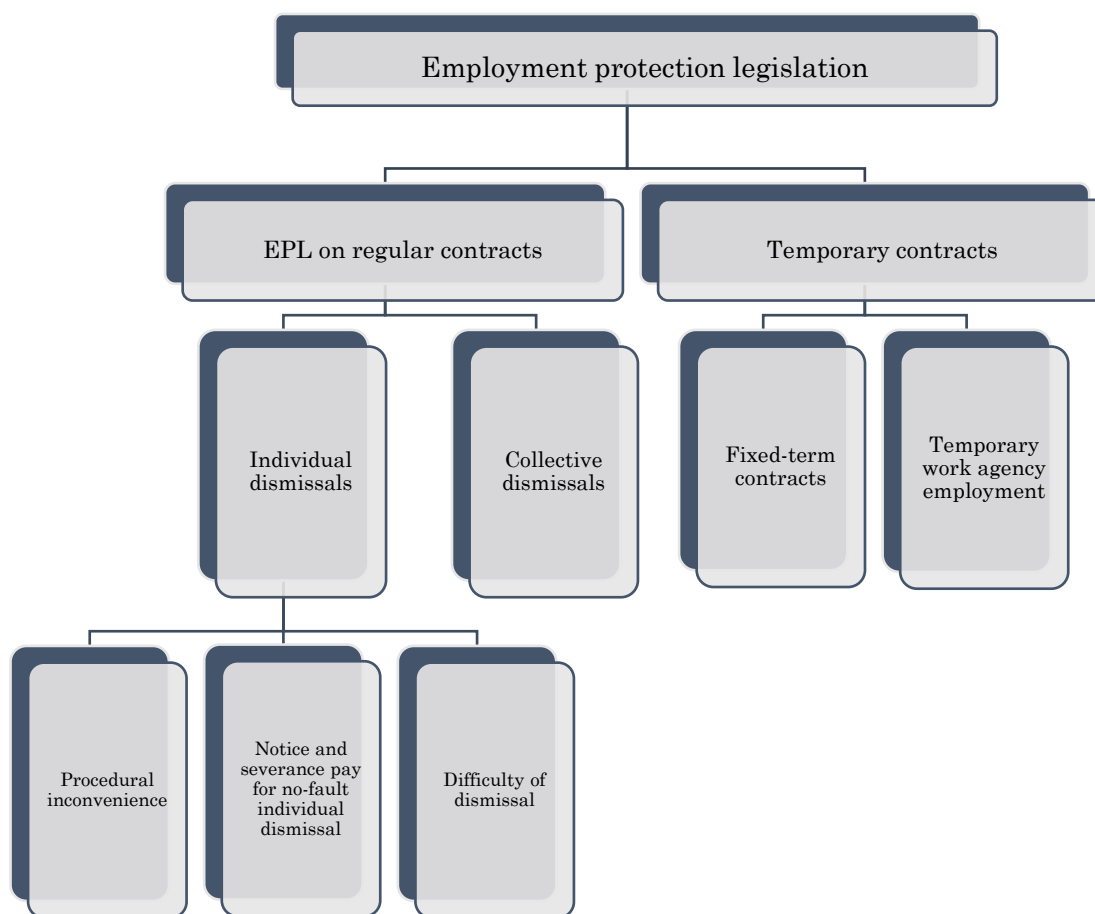 Employment protection legislation
EPL on regular contracts
Temporary contracts
Individual
dismissals
Collective
dismissals
Fixed-term
contracts
Temporary
work agency
employment
Procedural
inconvenience
Notice and
severance pay
for no-fault
individual
dismissal
Difficulty of
dismissal